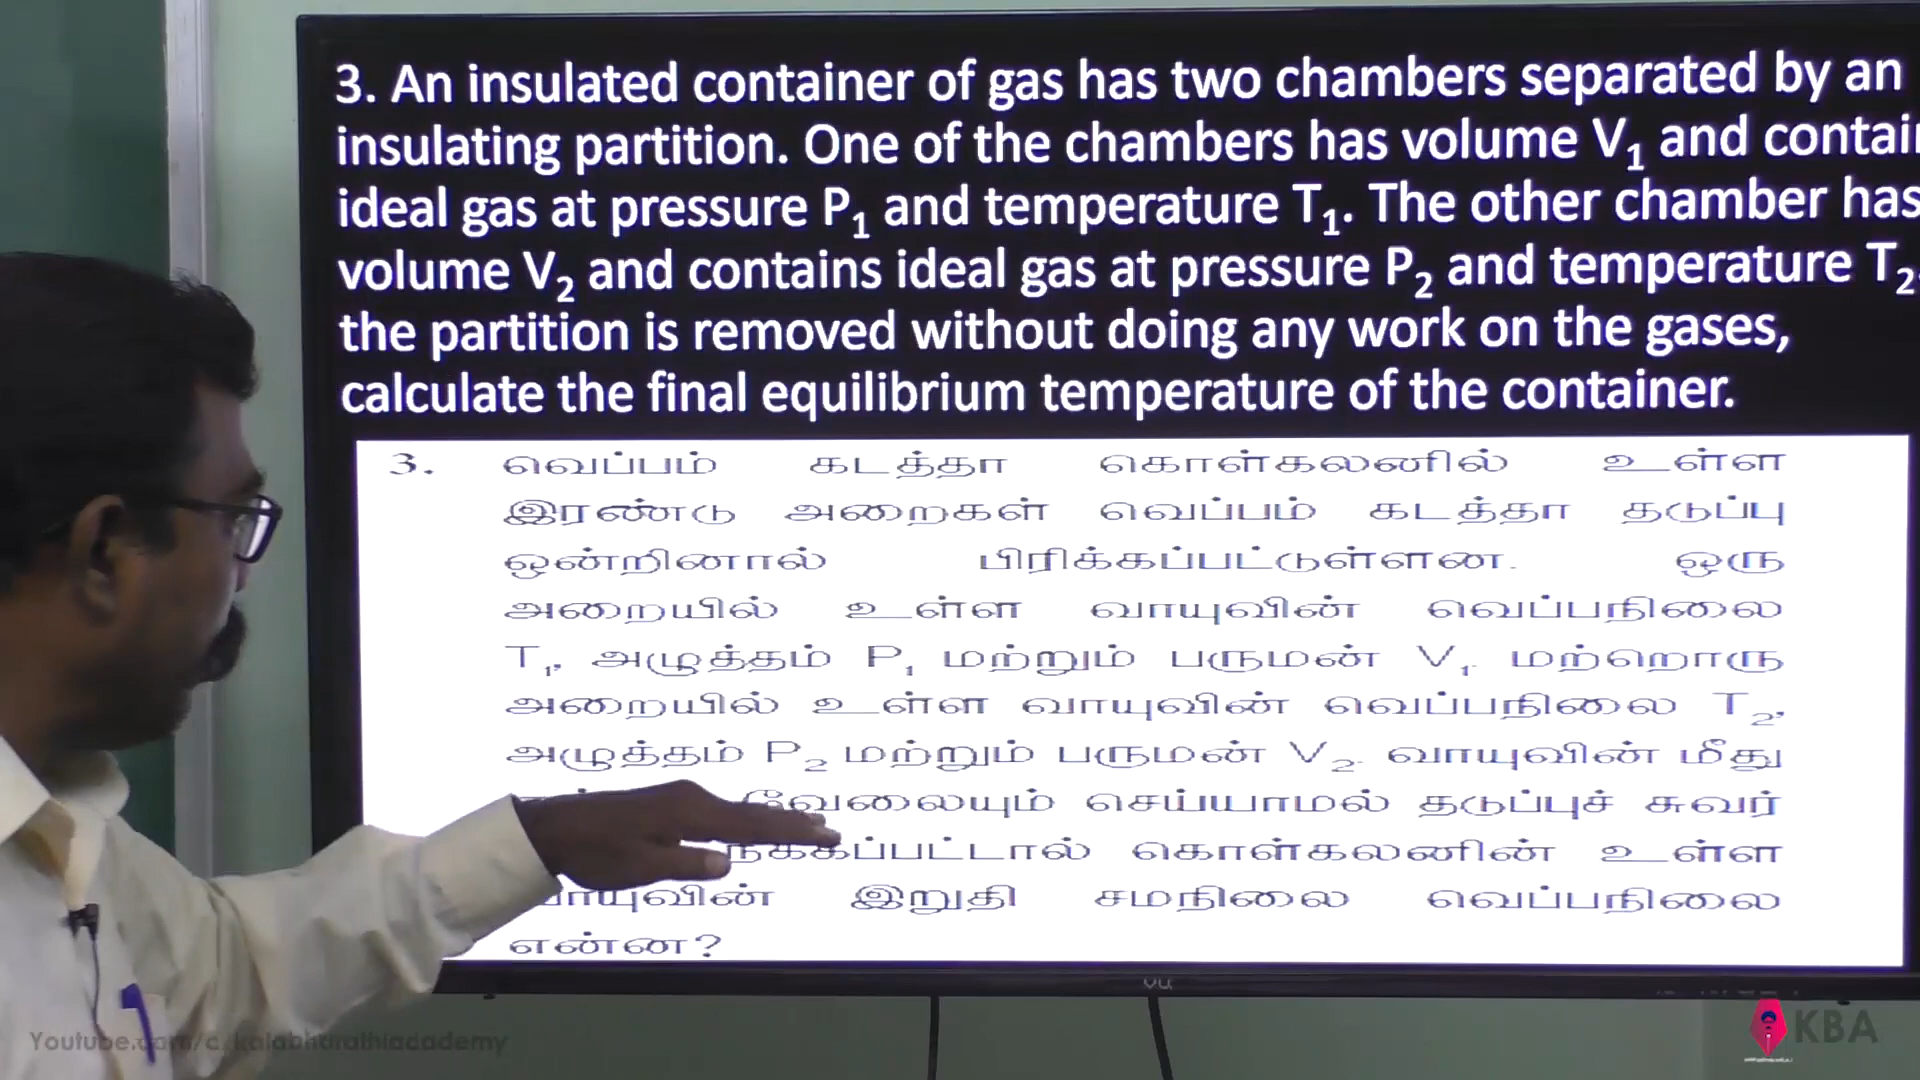 3. An insulated container of gas has two chambers separated by an
insulating partition. One of the chambers has volume V₁ and
ideal gas at pressure P₁ and temperature T₁. The other chamber has
volume V₂ and contains ideal gas at pressure P₂ and temperature T₂.
the partition is removed without doing any work on the gases,
calculate the final equilibrium temperature of the container.
3. வெப்பம் கடத்தா கொள்கலனில் உள்ள
இரண்டு அறைகள் வெப்பம் கடத்தா தடுப்பு
ஒன்றினால் பிரிக்கப்பட்டுள்ளன. ஒரு
அறையில் உள்ள வாயுவின் வெப்பநிலை
T₁, அழுத்தம் P₁ மற்றும் பருமன் V₁. மற்றொரு
அறையில் உள்ள வாயுவின் வெப்பநிலை T₂,
அழுத்தம் P₂ மற்றும் பருமன் V₂. வாயுவின் மீது
வேலையும் செய்யாமல் தடுப்புச் சுவர்
கொள்கலனின் உள்ள
வாயுவின் இறுதி சமநிலை வெப்பநிலை
என்ன?
vu
KBA
Youtube.com/c/kalabharathiacademy